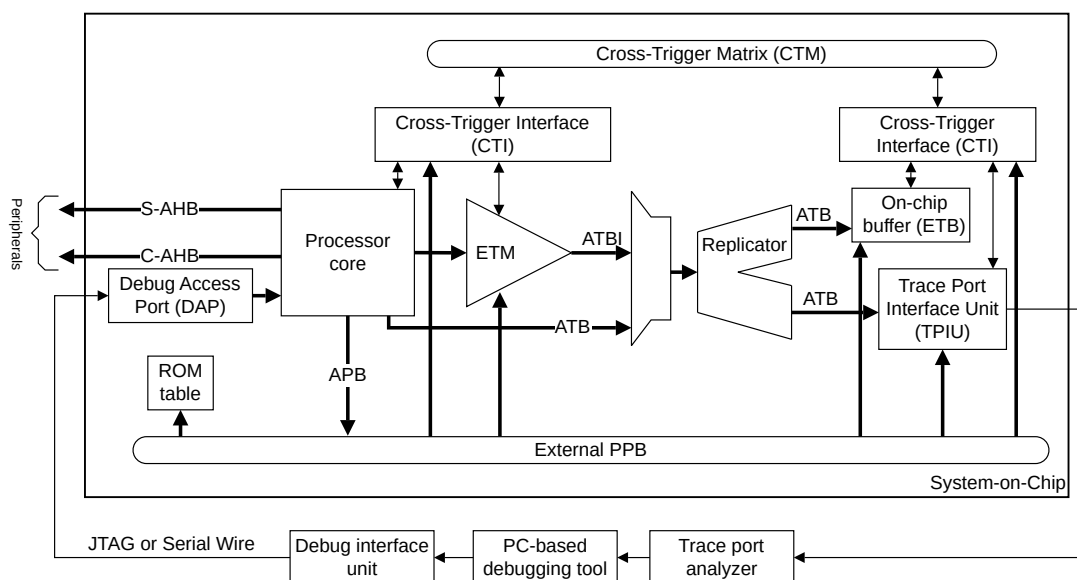 Cross-Trigger Matrix (CTM)
Cross-Trigger Interface
(CTI)
Cross-Trigger
Interface (CTI)
Peripherals
S-AHB
C-AHB
Processor
core
ETM
ATBI
Replicator
ATB
On-chip
buffer (ETB)
Debug Access
Port (DAP)
ATB
ATB
Trace Port
Interface Unit
(TPIU)
ROM
table
APB
External PPB
System-on-Chip
JTAG or Serial Wire
Debug interface
unit
PC-based
debugging tool
Trace port
analyzer